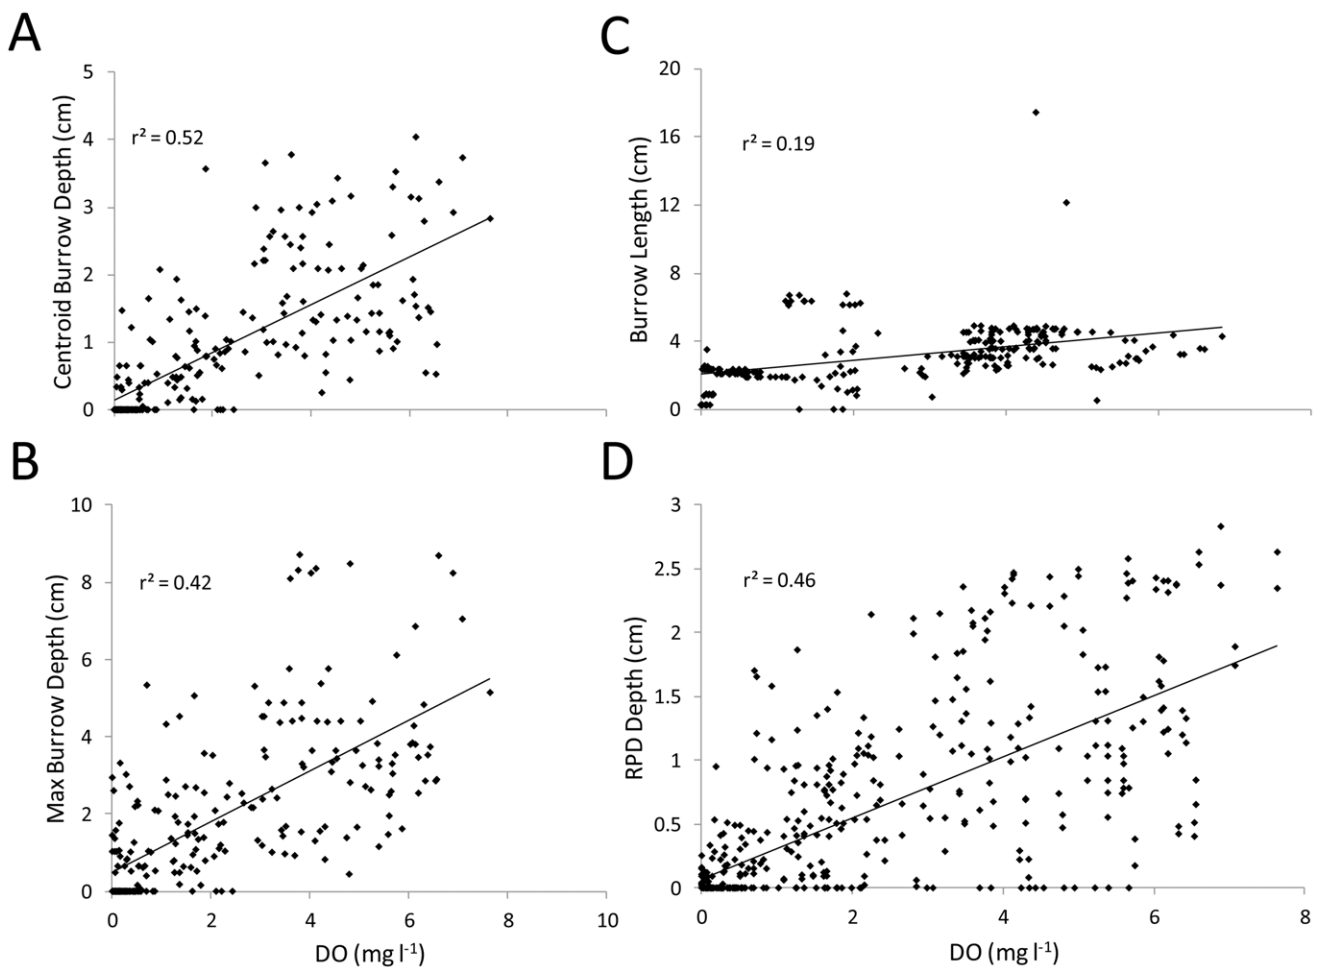 A
Centroid Burrow Depth (cm)
5
4
3
2
1
0
r² = 0.52
C
Burrow Length (cm)
20
16
12
8
4
0
r² = 0.19
B
Max Burrow Depth (cm)
10
8
6
4
2
0
r² = 0.42
0 2 4 6 8 10
DO (mg l⁻¹)
D
RPD Depth (cm)
3
2.5
2
1.5
1
0.5
0
r² = 0.46
0 2 4 6 8
DO (mg l⁻¹)